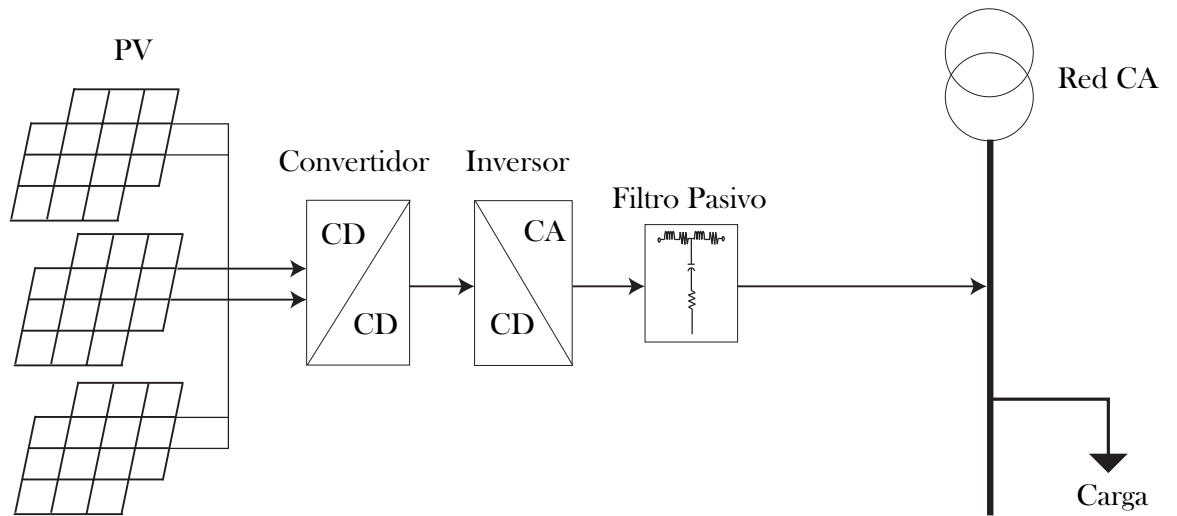 PV
Red CA
Convertidor
Inversor
Filtro Pasivo
CD
CA
CD
CD
Carga